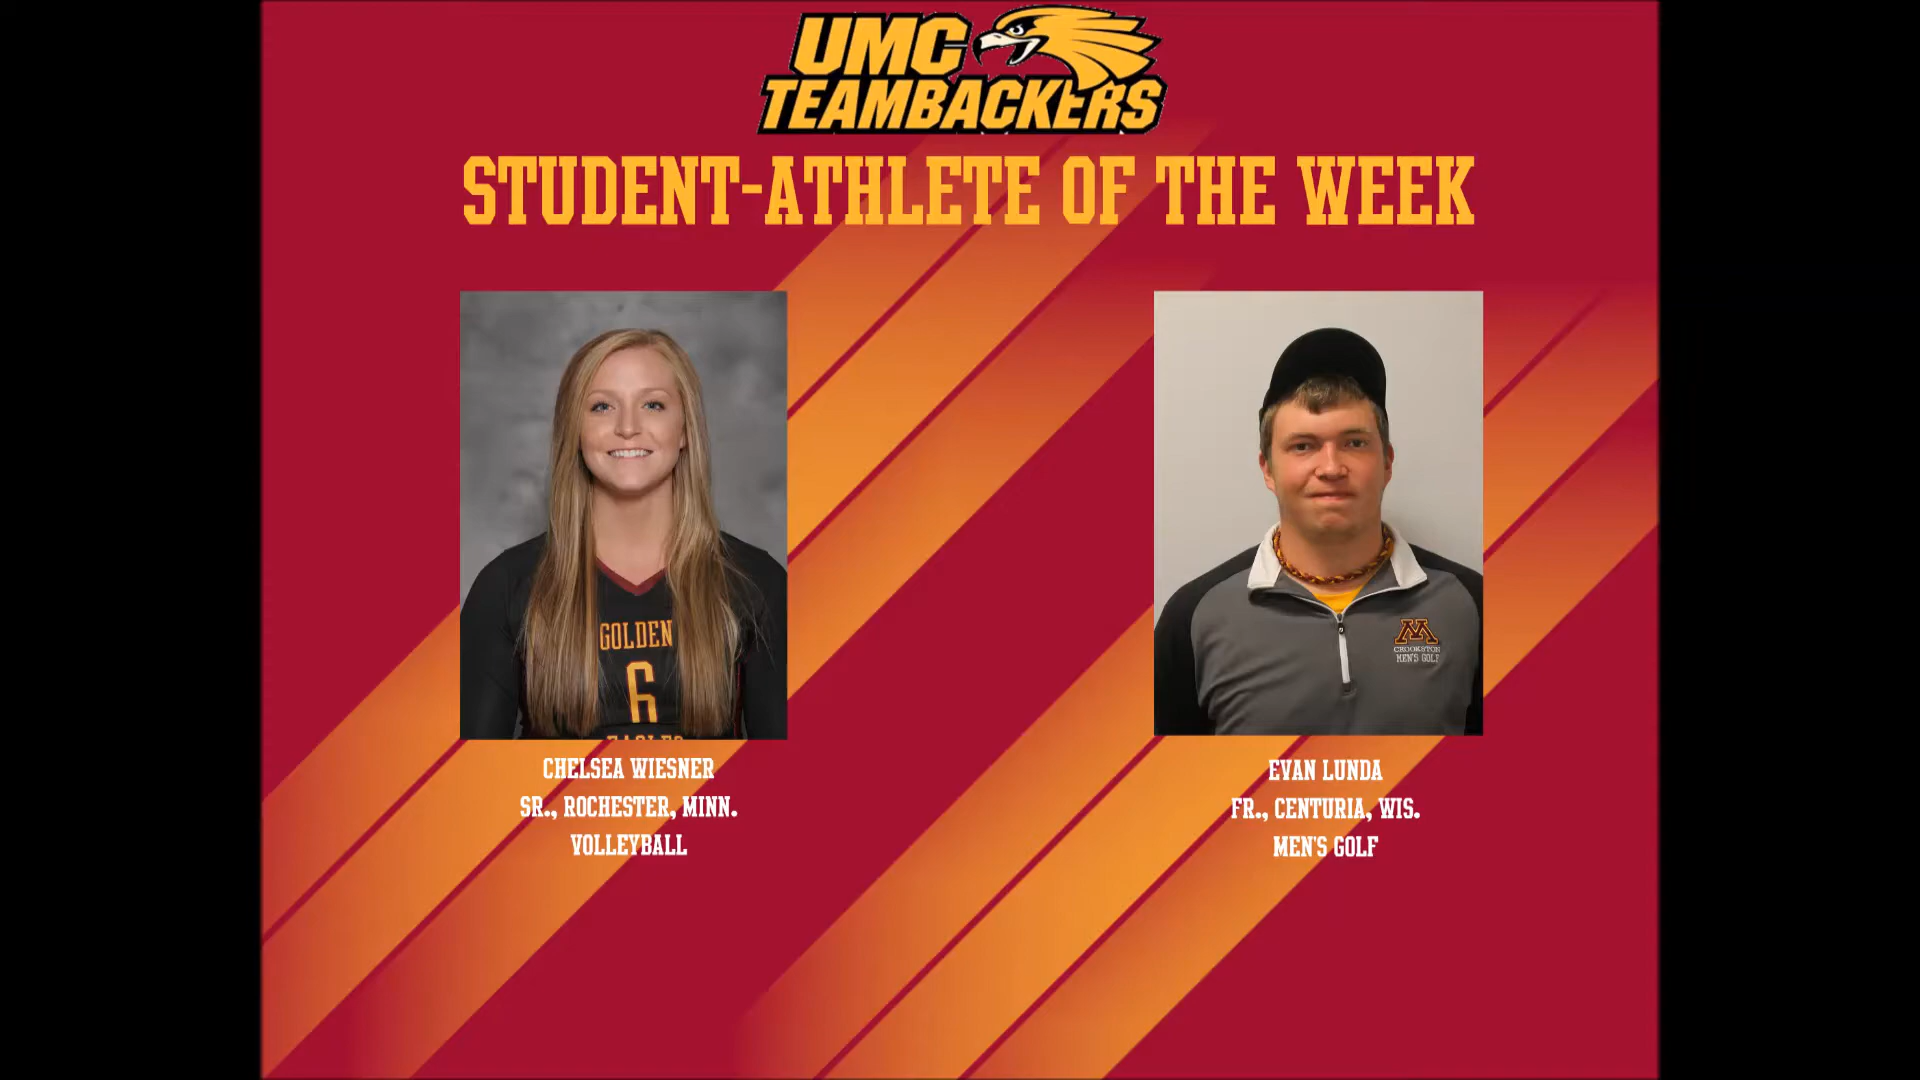 UMC
TEAMBACKERS
STUDENT-ATHLETE OF THE WEEK
GOLDEN
6
EAGLES
M
CROOKSTON
MEN'S GOLF
CHELSEA WIESNER
SR., ROCHESTER, MINN.
VOLLEYBALL
EVAN LUNDA
FR., CENTURIA, WIS.
MEN'S GOLF